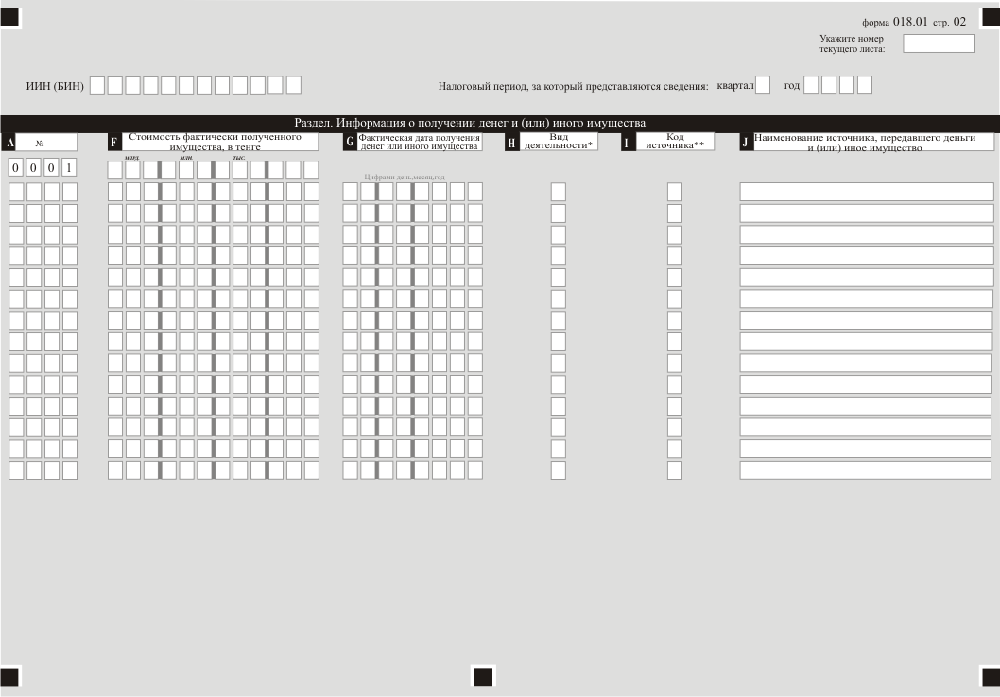 форма 018.01 стр. 02
Укажите номер
текущего листа:
ИИН (БИН)
Налоговый период, за который представляются сведения: квартал год
Раздел. Информация о получении денег и (или) иного имущества
A №
F Стоимость фактически полученного
имущества, в тенге
G Фактическая дата получения
денег или иного имущества
H Вид
деятельности*
I Код
источника**
J Наименование источника, передавшего деньги
и (или) иное имущество
млрд. млн. тыс.
0 0 0 1
Цифрами день,месяц,год